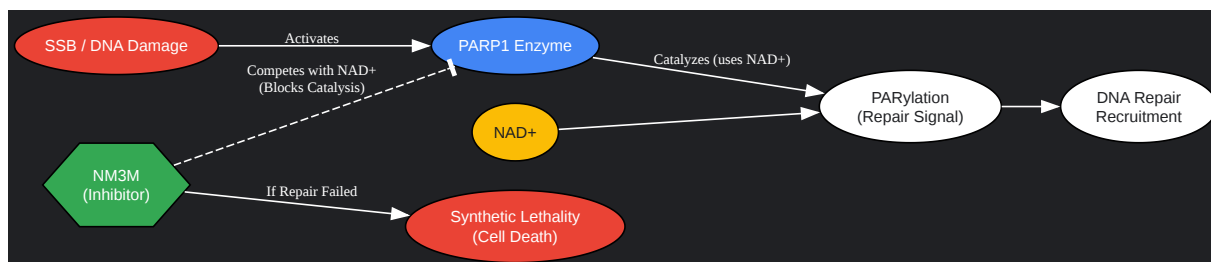 SSB / DNA Damage
Activates
PARP1 Enzyme
Competes with NAD+
(Blocks Catalysis)
Catalyzes (uses NAD+)
NAD+
PARylation
(Repair Signal)
DNA Repair
Recruitment
NM3M
(Inhibitor)
If Repair Failed
Synthetic Lethality
(Cell Death)